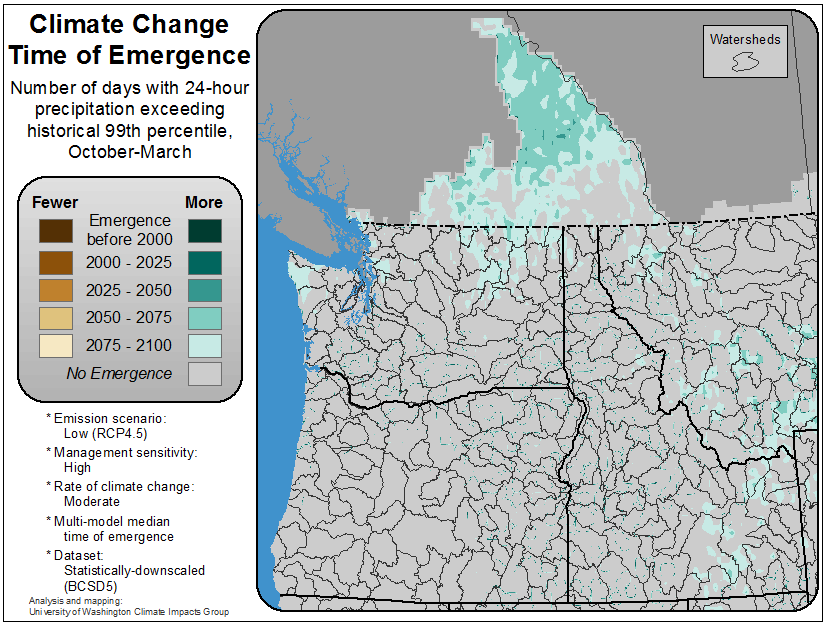 Climate Change
Time of Emergence
Number of days with 24-hour
precipitation exceeding
historical 99th percentile,
October-March
Fewer More
Emergence
before 2000
2000 - 2025
2025 - 2050
2050 - 2075
2075 - 2100
No Emergence
* Emission scenario:
Low (RCP4.5)
* Management sensitivity:
High
* Rate of climate change:
Moderate
* Multi-model median
time of emergence
* Dataset:
Statistically-downscaled
(BCSD5)
Analysis and mapping:
University of Washington Climate Impacts Group
Watersheds